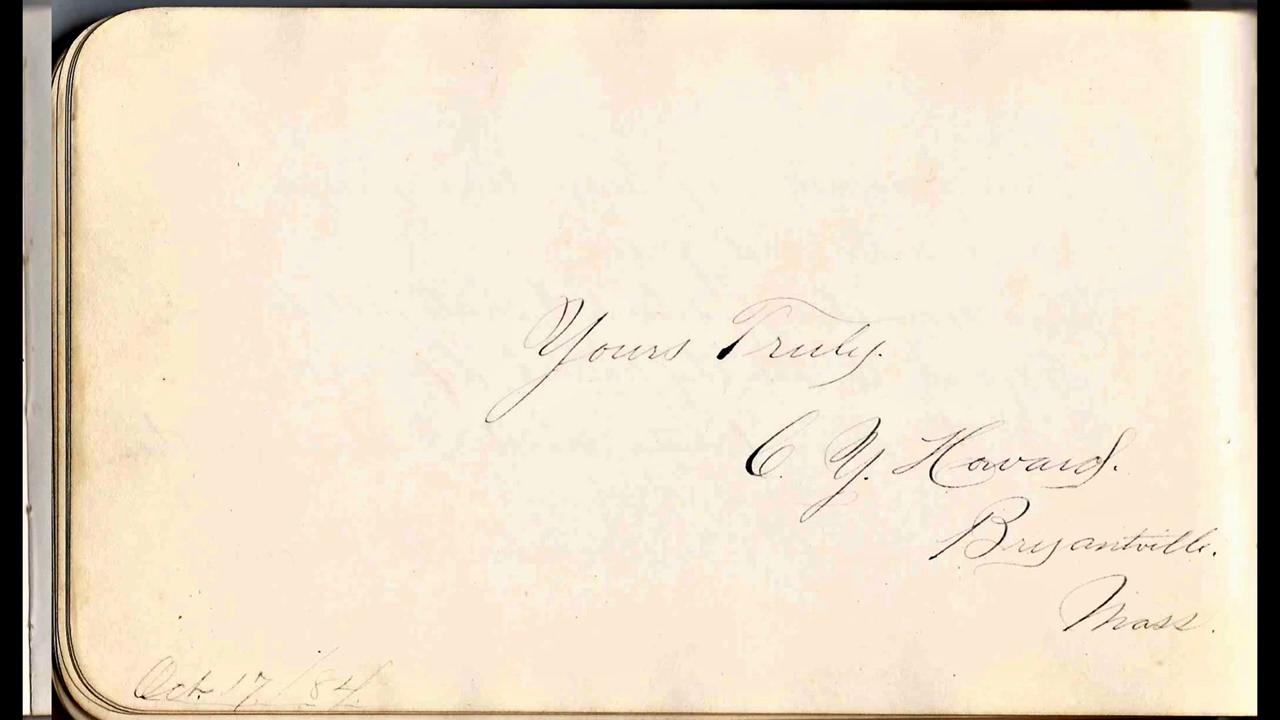 Yours Truly.
C. Y. Howard.
Bryantville.
Mass.
Oct. 17/84